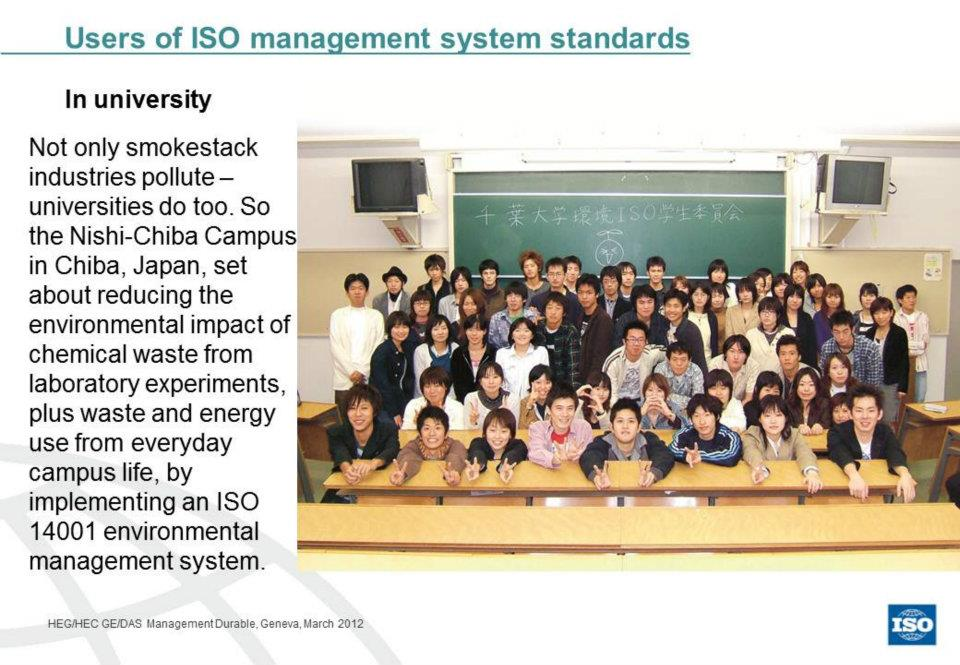 Users of ISO management system standards
In university
Not only smokestack
industries pollute –
universities do too. So
the Nishi-Chiba Campus
in Chiba, Japan, set
about reducing the
environmental impact of
chemical waste from
laboratory experiments,
plus waste and energy
use from everyday
campus life, by
implementing an ISO
14001 environmental
management system.
千葉大学環境ISO学生委員会
HEG/HEC GE/DAS Management Durable, Geneva, March 2012
ISO